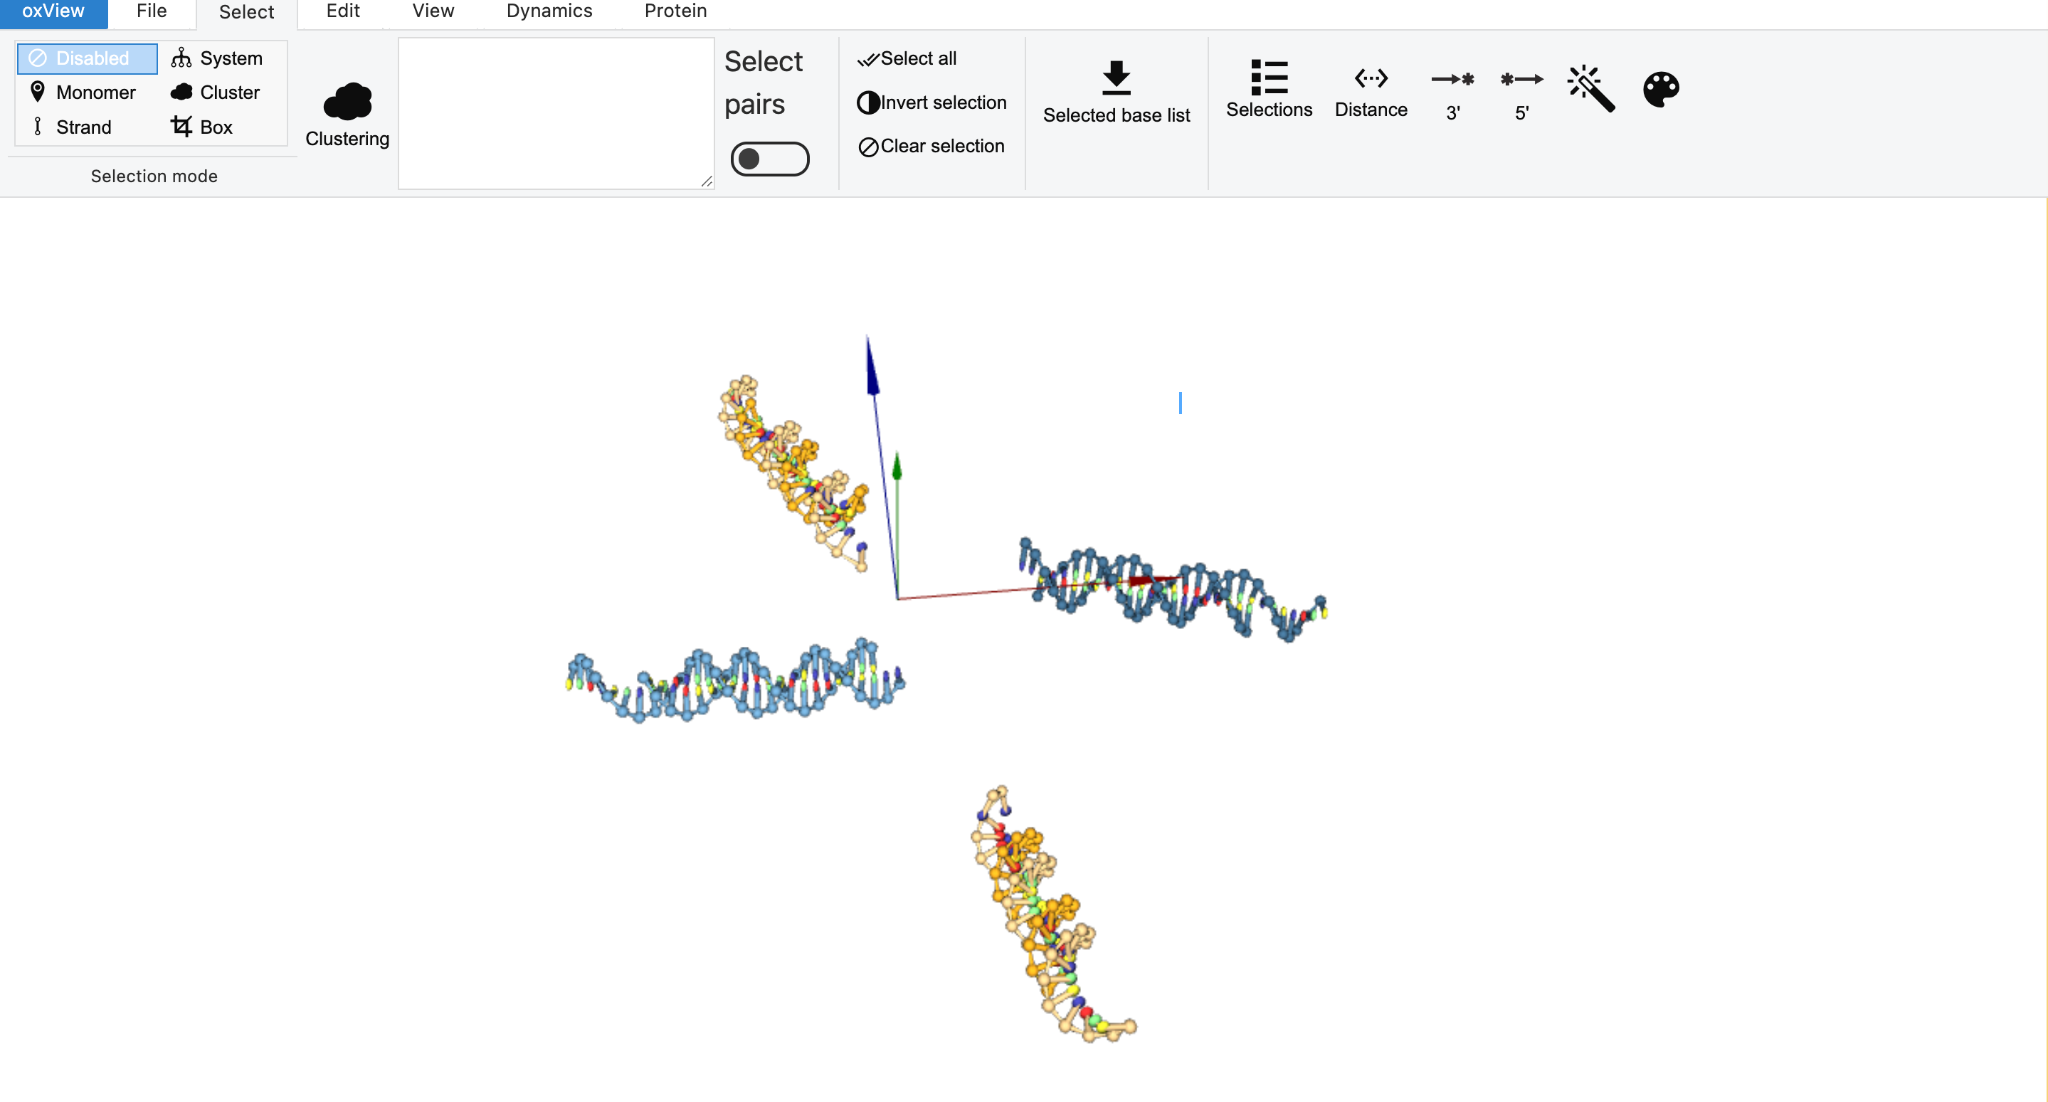 oxView File Select Edit View Dynamics Protein
Disabled System
Monomer Cluster
Strand Box
Selection mode
Clustering
Select
pairs
Select all
Invert selection
Clear selection
Selected base list
Selections Distance 3' 5'